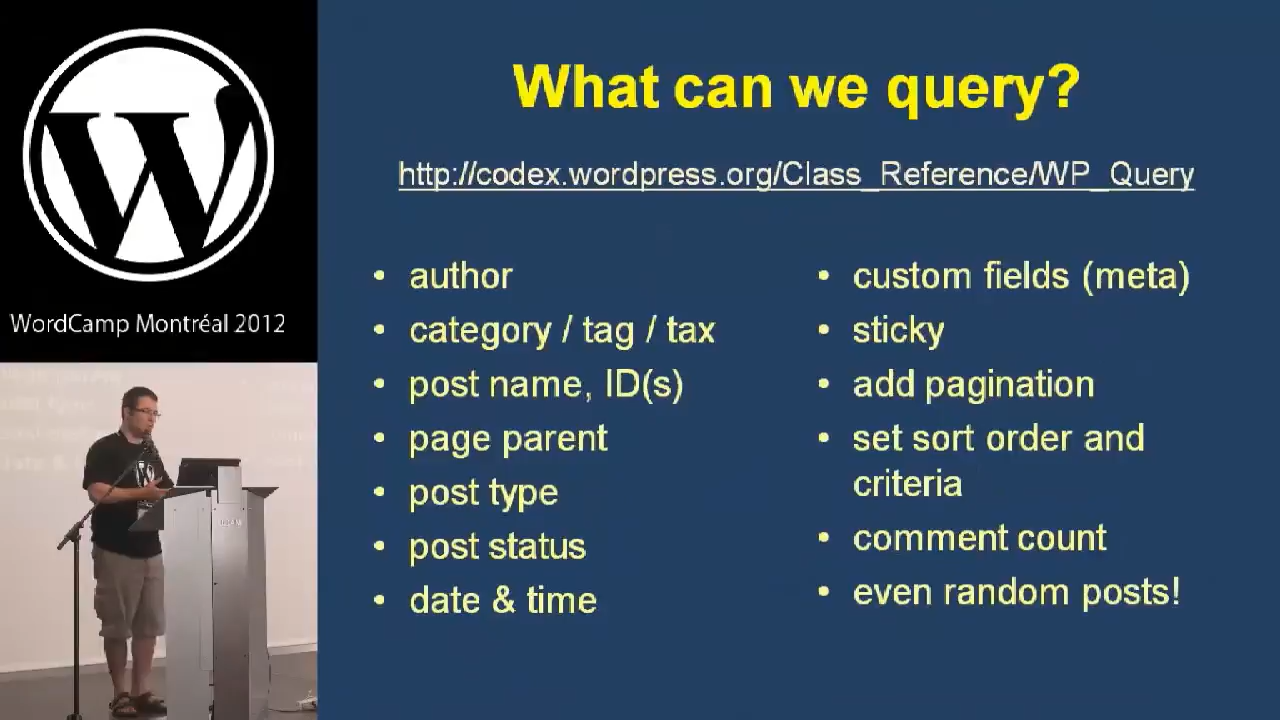 WordCamp Montréal 2012
What can we query?
http://codex.wordpress.org/Class_Reference/WP_Query
• author
• category / tag / tax
• post name, ID(s)
• page parent
• post type
• post status
• date & time
• custom fields (meta)
• sticky
• add pagination
• set sort order and
criteria
• comment count
• even random posts!